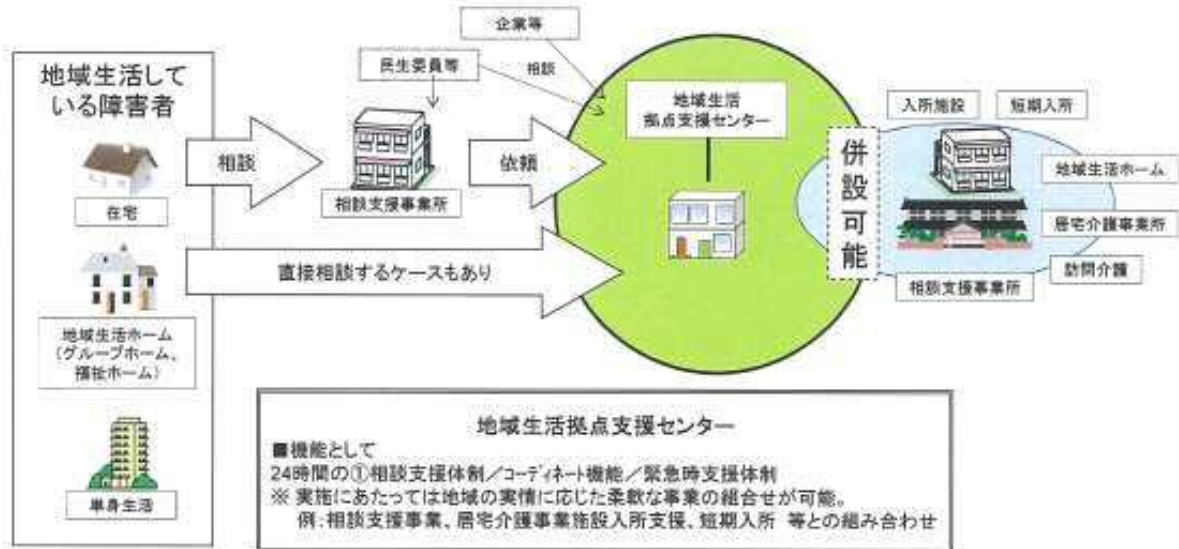 企業等
民生委員等
相談
地域生活して
いる障害者
在宅
地域生活ホーム
(グループホーム、
福祉ホーム)
単身生活
相談
相談支援事業所
依頼
直接相談するケースもあり
地域生活
拠点支援センター
併設可能
入所施設
短期入所
地域生活ホーム
居宅介護事業所
訪問介護
相談支援事業所
地域生活拠点支援センター
■機能として
24時間の①相談支援体制／コーディネート機能／緊急時支援体制
※ 実施にあたっては地域の実情に応じた柔軟な事業の組合せが可能。
例:相談支援事業、居宅介護事業施設入所支援、短期入所 等との組み合わせ